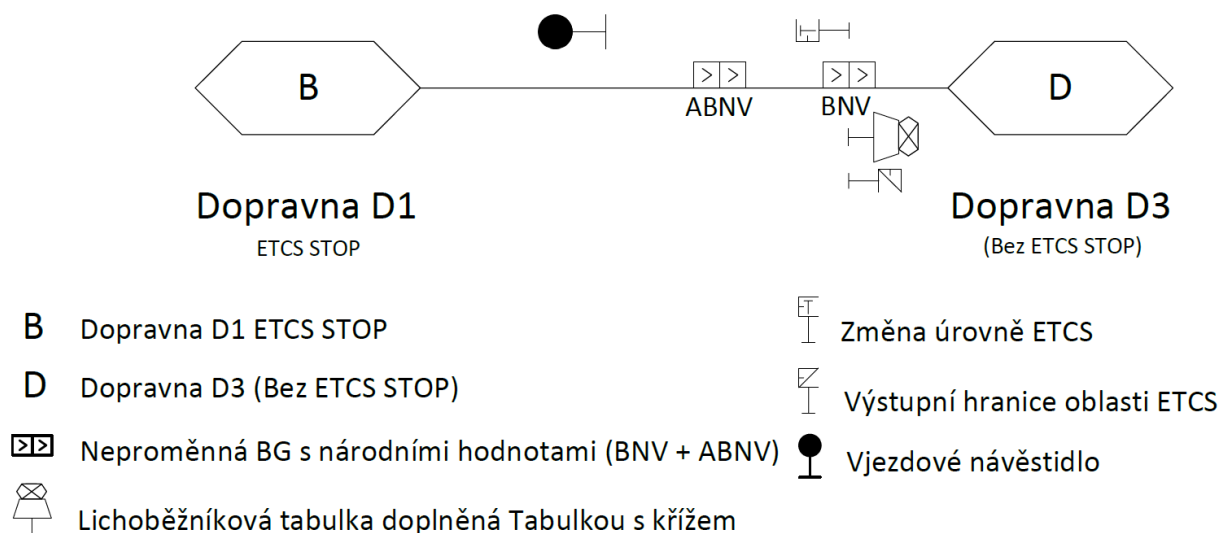 B
D
ABNV
BNV
Dopravna D1
ETCS STOP
Dopravna D3
(Bez ETCS STOP)
B Dopravna D1 ETCS STOP
D Dopravna D3 (Bez ETCS STOP)
Neproměnná BG s národními hodnotami (BNV + ABNV)
Lichoběžníková tabulka doplněná Tabulkou s křížem
Změna úrovně ETCS
Výstupní hranice oblasti ETCS
Vjezdové návěstidlo